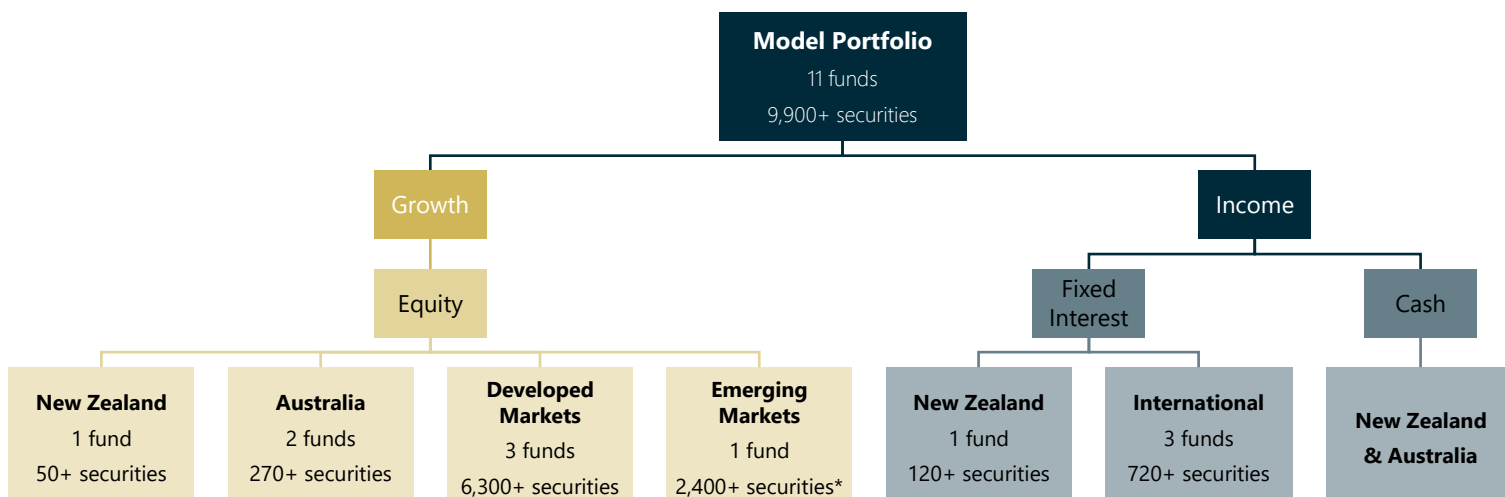 Model Portfolio
11 funds
9,900+ securities
Growth
Income
Equity
Fixed
Interest
Cash
New Zealand
1 fund
50+ securities
Australia
2 funds
270+ securities
Developed
Markets
3 funds
6,300+ securities
Emerging
Markets
1 fund
2,400+ securities*
New Zealand
1 fund
120+ securities
International
3 funds
720+ securities
New Zealand
& Australia